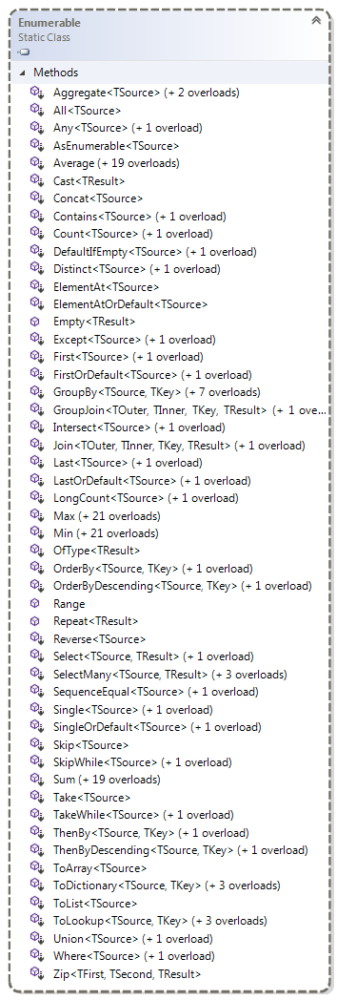 Enumerable
Static Class
Methods
Aggregate<TSource> (+ 2 overloads)
All<TSource>
Any<TSource> (+ 1 overload)
AsEnumerable<TSource>
Average (+ 19 overloads)
Cast<TResult>
Concat<TSource>
Contains<TSource> (+ 1 overload)
Count<TSource> (+ 1 overload)
DefaultIfEmpty<TSource> (+ 1 overload)
Distinct<TSource> (+ 1 overload)
ElementAt<TSource>
ElementAtOrDefault<TSource>
Empty<TResult>
Except<TSource> (+ 1 overload)
First<TSource> (+ 1 overload)
FirstOrDefault<TSource> (+ 1 overload)
GroupBy<TSource, TKey> (+ 7 overloads)
GroupJoin<TOuter, TInner, TKey, TResult> (+ 1 ove...
Intersect<TSource> (+ 1 overload)
Join<TOuter, TInner, TKey, TResult> (+ 1 overload)
Last<TSource> (+ 1 overload)
LastOrDefault<TSource> (+ 1 overload)
LongCount<TSource> (+ 1 overload)
Max (+ 21 overloads)
Min (+ 21 overloads)
OfType<TResult>
OrderBy<TSource, TKey> (+ 1 overload)
OrderByDescending<TSource, TKey> (+ 1 overload)
Range
Repeat<TResult>
Reverse<TSource>
Select<TSource, TResult> (+ 1 overload)
SelectMany<TSource, TResult> (+ 3 overloads)
SequenceEqual<TSource> (+ 1 overload)
Single<TSource> (+ 1 overload)
SingleOrDefault<TSource> (+ 1 overload)
Skip<TSource>
SkipWhile<TSource> (+ 1 overload)
Sum (+ 19 overloads)
Take<TSource>
TakeWhile<TSource> (+ 1 overload)
ThenBy<TSource, TKey> (+ 1 overload)
ThenByDescending<TSource, TKey> (+ 1 overload)
ToArray<TSource>
ToDictionary<TSource, TKey> (+ 3 overloads)
ToList<TSource>
ToLookup<TSource, TKey> (+ 3 overloads)
Union<TSource> (+ 1 overload)
Where<TSource> (+ 1 overload)
Zip<TFirst, TSecond, TResult>